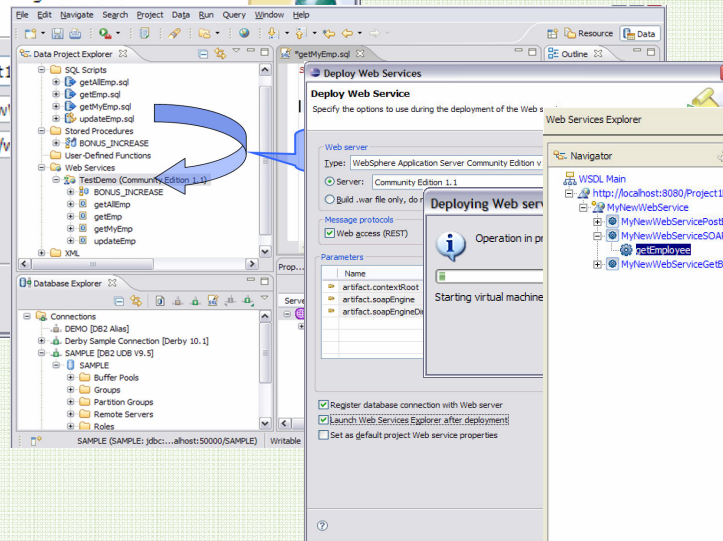 File Edit Navigate Search Project Data Run Query Window Help
Resource Data
Data Project Explorer
SQL Scripts
getAllEmp.sql
getEmp.sql
getMyEmp.sql
updateEmp.sql
Stored Procedures
BONUS_INCREASE
User-Defined Functions
Web Services
TestDemo (Community Edition 1.1)
BONUS_INCREASE
getAllEmp
getEmp
getMyEmp
updateEmp
XML
*getMyEmp.sql
Outline
Database Explorer
Connections
DEMO [DB2 Alias]
Derby Sample Connection [Derby 10.1]
SAMPLE [DB2 UDB V9.5]
SAMPLE
Buffer Pools
Groups
Partition Groups
Remote Servers
Roles
SAMPLE (SAMPLE: jdbc:...alhost:50000/SAMPLE) Writable
Deploy Web Services
Deploy Web Service
Specify the options to use during the deployment of the Web
Web server
Type: WebSphere Application Server Community Edition v
Server: Community Edition 1.1
Build .war file only, do
Message protocols
Web access (REST)
Parameters
Name
artifact.contextRoot
artifact.soapEngine
Register database connection with Web server
Launch Web Services Explorer after deployment
Set as default project Web service properties
Deploying Web
Operation in
Starting virtual machine
Web Services Explorer
Navigator
WSDL Main
http://localhost:8080/Project1
MyNewWebService
MyNewWebServicePost
MyNewWebServiceSOAP
getEmployee
MyNewWebServiceGet